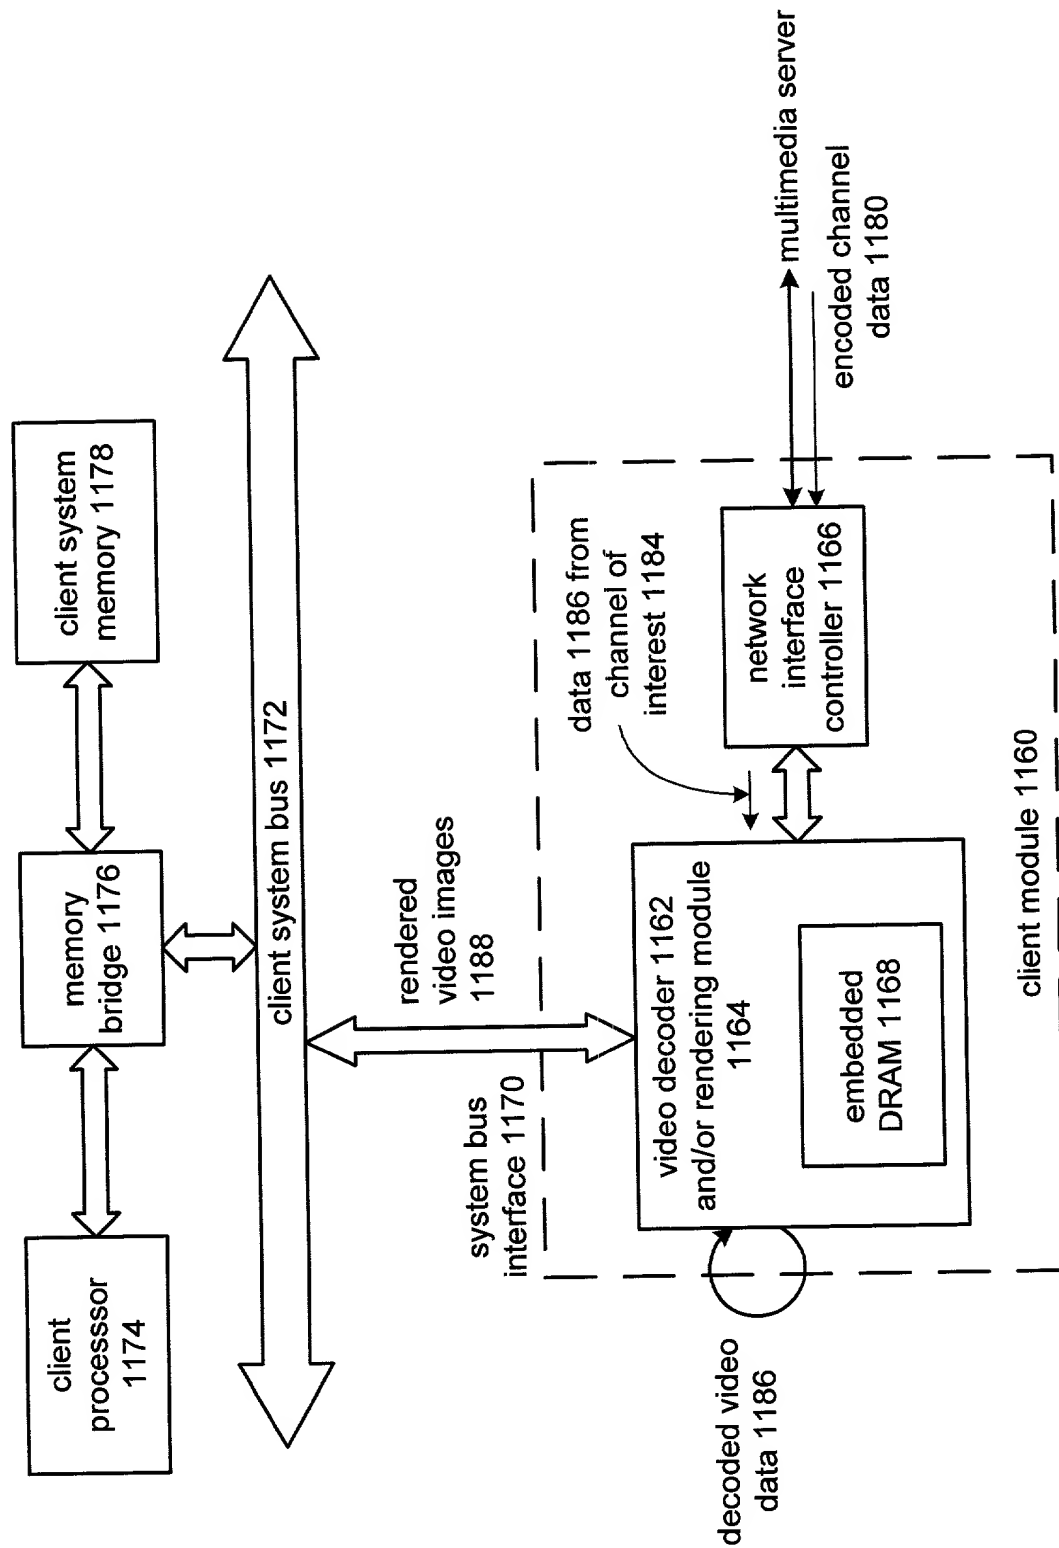 client
processsor
1174
memory
bridge 1176
client system
memory 1178
client system bus 1172
system bus
interface 1170
rendered
video images
1188
data 1186 from
channel of
interest 1184
decoded video
data 1186
video decoder 1162
and/or rendering module
1164
embedded
DRAM 1168
network
interface
controller 1166
multimedia server
encoded channel
data 1180
client module 1160